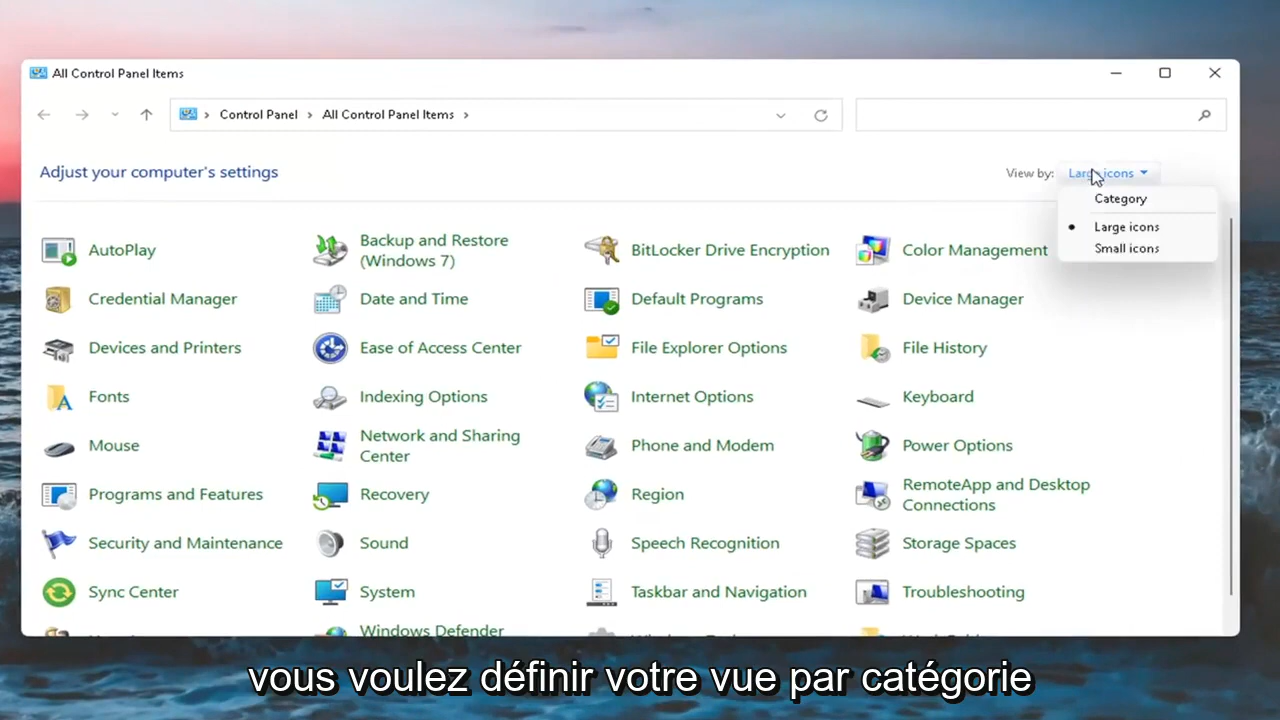 All Control Panel Items
Control Panel > All Control Panel Items >
Adjust your computer's settings
View by: Large icons
Category
Large icons
Small icons
AutoPlay
Backup and Restore
(Windows 7)
BitLocker Drive Encryption
Color Management
Credential Manager
Date and Time
Default Programs
Device Manager
Devices and Printers
Ease of Access Center
File Explorer Options
File History
Fonts
Indexing Options
Internet Options
Keyboard
Mouse
Network and Sharing
Center
Phone and Modem
Power Options
Programs and Features
Recovery
Region
RemoteApp and Desktop
Connections
Security and Maintenance
Sound
Speech Recognition
Storage Spaces
Sync Center
System
Taskbar and Navigation
Troubleshooting
Windows Defender
vous voulez définir votre vue par catégorie